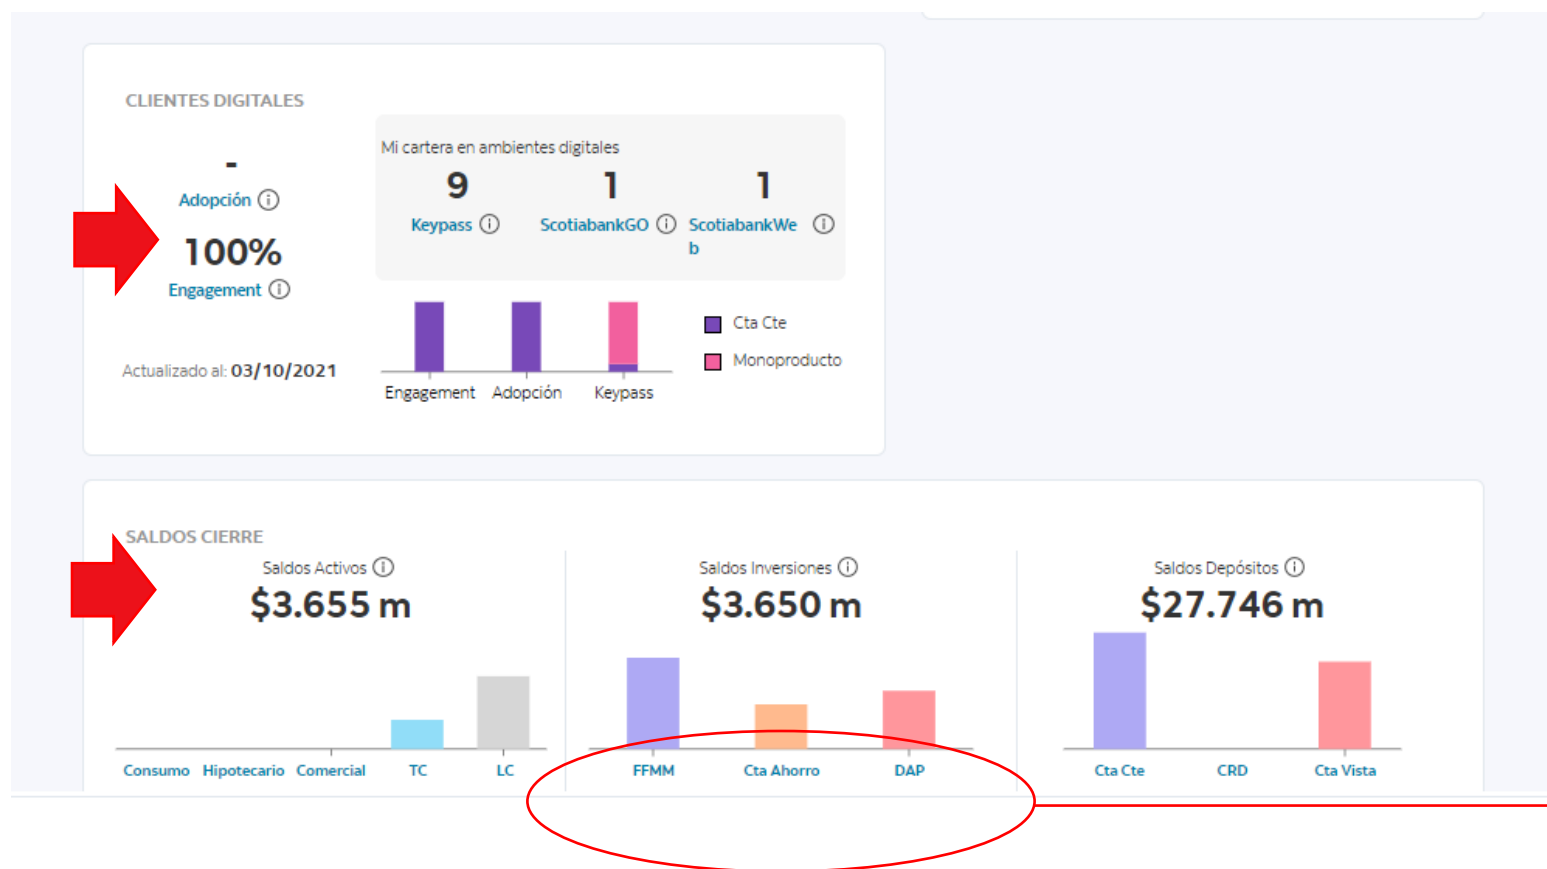 CLIENTES DIGITALES
-
Adopción
100%
Engagement
Actualizado al: 03/10/2021
Mi cartera en ambientes digitales
9 1 1
Keypass ScotiabankGO ScotiabankWe
b
Cta Cte
Monoproducto
Engagement Adopción Keypass
SALDOS CIERRE
Saldos Activos
$3.655 m
Consumo Hipotecario Comercial TC LC
Saldos Inversiones
$3.650 m
FFMM Cta Ahorro DAP
Saldos Depósitos
$27.746 m
Cta Cte CRD Cta Vista